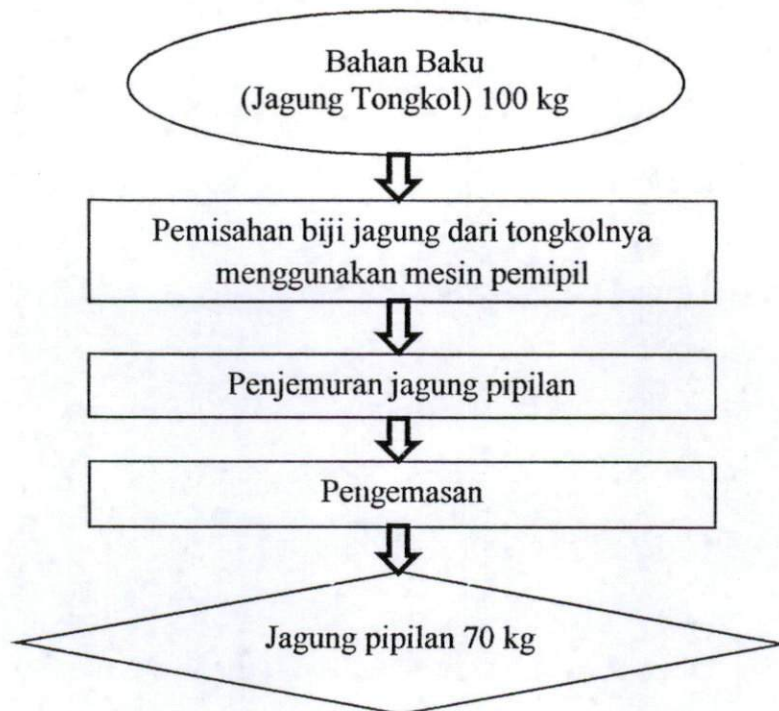 Bahan Baku
(Jagung Tongkol) 100 kg
Pemisahan biji jagung dari tongkolnya
menggunakan mesin pemipil
Penjemuran jagung pipilan
Pengemasan
Jagung pipilan 70 kg